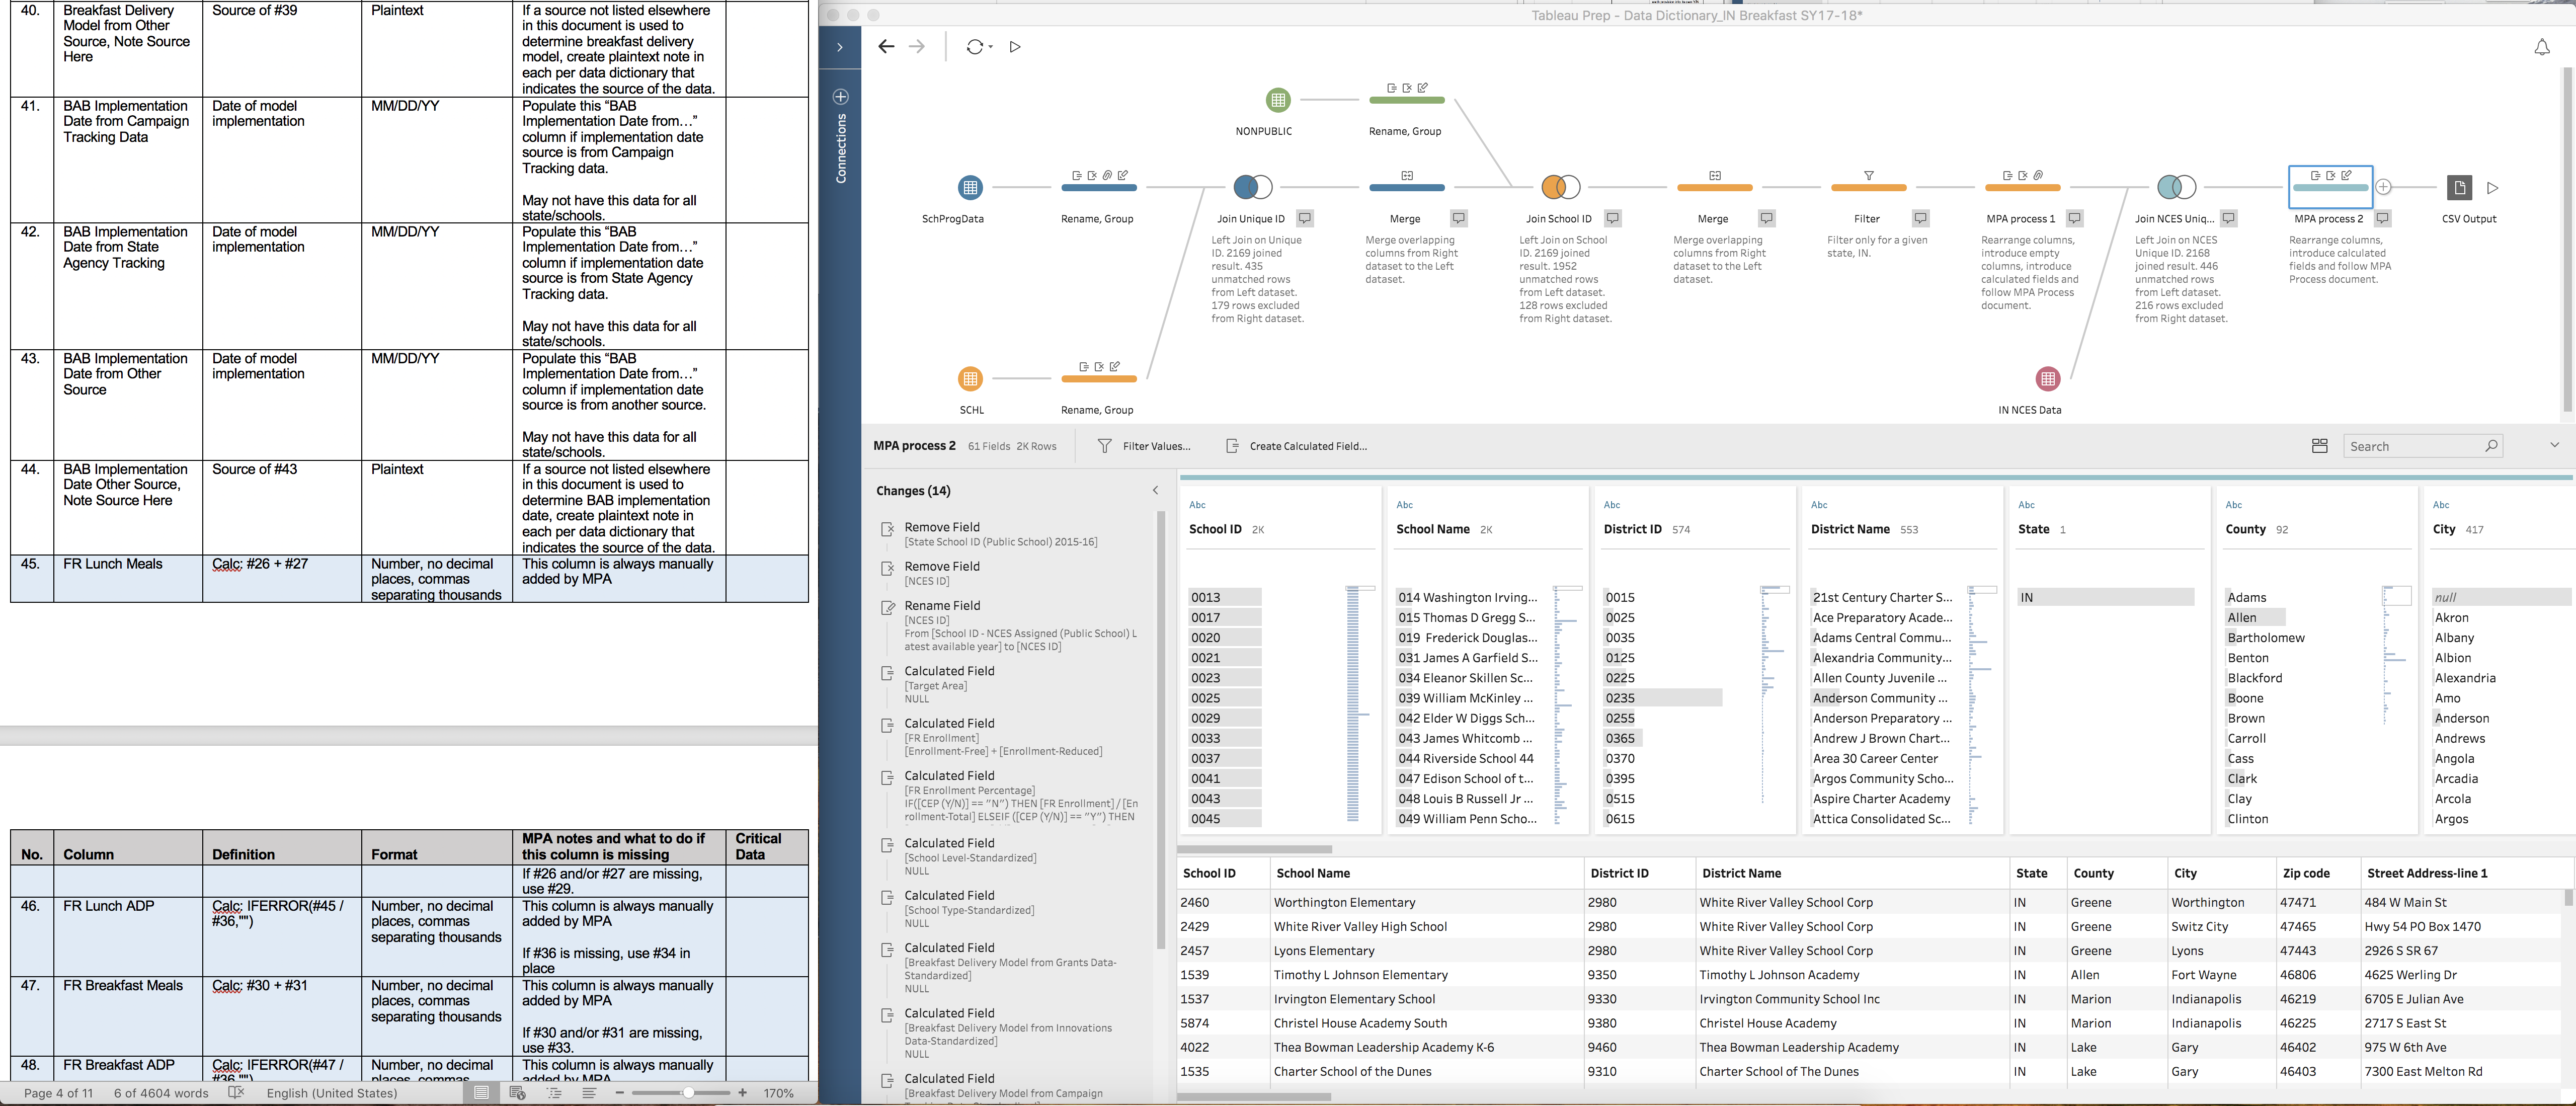 40. Breakfast Delivery Model from Other Source, Note Source Here
Source of #39
Plaintext
If a source not listed elsewhere
in this document is used to
determine breakfast delivery
model, create plaintext note in
each per data dictionary that
indicates the source of the data.
41. BAB Implementation Date from Campaign Tracking Data
Date of model implementation
MM/DD/YY
Populate this “BAB
Implementation Date from…”
column if implementation date
source is from Campaign
Tracking data.
May not have this data for all
state/schools.
42. BAB Implementation Date from State Agency Tracking
Date of model implementation
MM/DD/YY
Populate this “BAB
Implementation Date from…”
column if implementation date
source is from State Agency
Tracking data.
May not have this data for all
state/schools.
43. BAB Implementation Date from Other Source
Date of model implementation
MM/DD/YY
Populate this “BAB
Implementation Date from…”
column if implementation date
source is from another source.
May not have this data for all
state/schools.
44. BAB Implementation Date Other Source, Note Source Here
Source of #43
Plaintext
If a source not listed elsewhere
in this document is used to
determine BAB implementation
date, create plaintext note in
each per data dictionary that
indicates the source of the data.
45. FR Lunch Meals
Calc: #26 + #27
Number, no decimal places, commas separating thousands
This column is always manually
added by MPA
No. Column Definition Format MPA notes and what to do if this column is missing Critical Data
If #26 and/or #27 are missing,
use #29.
46. FR Lunch ADP
Calc: IFERROR(#45 / #36,"")
Number, no decimal places, commas separating thousands
This column is always manually
added by MPA
If #36 is missing, use #34 in
place
47. FR Breakfast Meals
Calc: #30 + #31
Number, no decimal places, commas separating thousands
This column is always manually
added by MPA
If #30 and/or #31 are missing,
use #33.
48. FR Breakfast ADP
Calc: IFERROR(#47 / #36,"")
Number, no decimal places, commas
This column is always manually
added by MPA
Page 4 of 11 6 of 4604 words English (United States) 170%
Tableau Prep - Data Dictionary_IN Breakfast SY17-18*
Connections
NONPUBLIC
Rename, Group
SchProgData
Rename, Group
Join Unique ID
Left Join on Unique
ID. 2169 joined
result. 435
unmatched rows
from Left dataset.
179 rows excluded
from Right dataset.
Merge
Merge overlapping
columns from Right
dataset to the Left
dataset.
Join School ID
Left Join on School
ID. 2169 joined
result. 1952
unmatched rows
from Left dataset.
128 rows excluded
from Right dataset.
Merge
Merge overlapping
columns from Right
dataset to the Left
dataset.
Filter
Filter only for a given
state, IN.
MPA process 1
Rearrange columns,
introduce empty
columns, introduce
calculated fields and
follow MPA Process
document.
Join NCES Uniq...
Left Join on NCES
Unique ID. 2168
joined result. 446
unmatched rows
from Left dataset.
216 rows excluded
from Right dataset.
MPA process 2
Rearrange columns,
introduce calculated
fields and follow MPA
Process document.
CSV Output
SCHL
Rename, Group
IN NCES Data
MPA process 2 61 Fields 2K Rows Filter Values... Create Calculated Field... Search
Changes (14)
Remove Field
[State School ID (Public School) 2015-16]
Remove Field
[NCES ID]
Rename Field
[NCES ID]
From [School ID - NCES Assigned (Public School) L
atest available year] to [NCES ID]
Calculated Field
[Target Area]
NULL
Calculated Field
[FR Enrollment]
[Enrollment-Free] + [Enrollment-Reduced]
Calculated Field
[FR Enrollment Percentage]
IF([CEP (Y/N)] == "N") THEN [FR Enrollment] / [En
rollment-Total] ELSEIF ([CEP (Y/N)] == "Y") THEN
Calculated Field
[School Level-Standardized]
NULL
Calculated Field
[School Type-Standardized]
NULL
Calculated Field
[Breakfast Delivery Model from Grants Data-
Standardized]
NULL
Calculated Field
[Breakfast Delivery Model from Innovations
Data-Standardized]
NULL
Calculated Field
[Breakfast Delivery Model from Campaign
Abc
School ID 2K
0013
0017
0020
0021
0023
0025
0029
0033
0037
0041
0043
0045
Abc
School Name 2K
014 Washington Irving...
015 Thomas D Gregg S...
019 Frederick Douglas...
031 James A Garfield S...
034 Eleanor Skillen Sc...
039 William McKinley ...
042 Elder W Diggs Sch...
043 James Whitcomb ...
044 Riverside School 44
047 Edison School of t...
048 Louis B Russell Jr ...
049 William Penn Scho...
Abc
District ID 574
0015
0025
0035
0125
0225
0235
0255
0365
0370
0395
0515
0615
Abc
District Name 553
21st Century Charter S...
Ace Preparatory Acade...
Adams Central Commu...
Alexandria Community...
Allen County Juvenile ...
Anderson Community ...
Anderson Preparatory ...
Andrew J Brown Chart...
Area 30 Career Center
Argos Community Scho...
Aspire Charter Academy
Attica Consolidated Sc...
Abc
State 1
IN
Abc
County 92
Adams
Allen
Bartholomew
Benton
Blackford
Boone
Brown
Carroll
Cass
Clark
Clay
Clinton
Abc
City 417
null
Akron
Albany
Albion
Alexandria
Amo
Anderson
Andrews
Angola
Arcadia
Arcola
Argos
School ID School Name District ID District Name State County City Zip code Street Address-line 1
2460 Worthington Elementary 2980 White River Valley School Corp IN Greene Worthington 47471 484 W Main St
2429 White River Valley High School 2980 White River Valley School Corp IN Greene Switz City 47465 Hwy 54 PO Box 1470
2457 Lyons Elementary 2980 White River Valley School Corp IN Greene Lyons 47443 2926 S SR 67
1539 Timothy L Johnson Elementary 9350 Timothy L Johnson Academy IN Allen Fort Wayne 46806 4625 Werling Dr
1537 Irvington Elementary School 9330 Irvington Community School Inc IN Marion Indianapolis 46219 6705 E Julian Ave
5874 Christel House Academy South 9380 Christel House Academy IN Marion Indianapolis 46225 2717 S East St
4022 Thea Bowman Leadership Academy K-6 9460 Thea Bowman Leadership Academy IN Lake Gary 46402 975 W 6th Ave
1535 Charter School of the Dunes 9310 Charter School of The Dunes IN Lake Gary 46403 7300 East Melton Rd